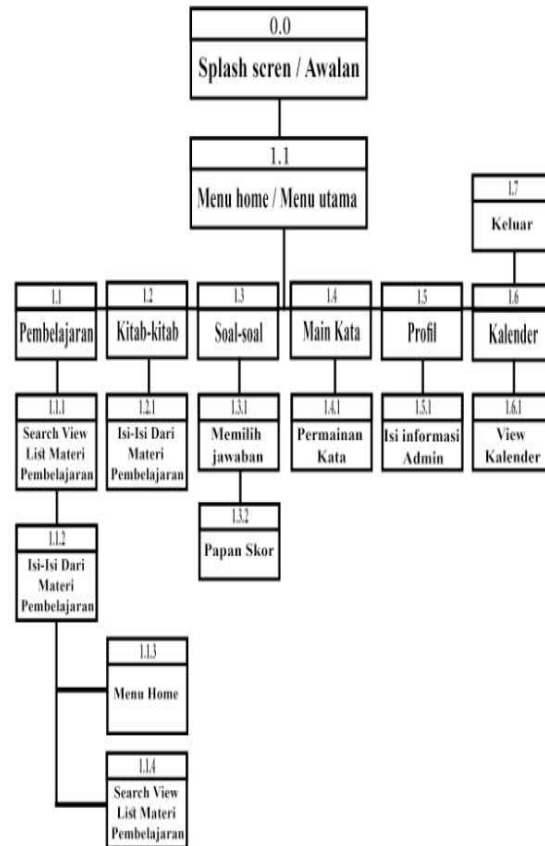 0.0
Splash scren / Awalan
1.1
Menu home / Menu utama
1.7
Keluar
1.1
Pembelajaran
1.2
Kitab-kitab
1.3
Soal-soal
1.4
Main Kata
1.5
Profil
1.6
Kalender
1.1.1
Search View
List Materi
Pembelajaran
1.2.1
Isi-Isi Dari
Materi
Pembelajaran
1.3.1
Memilih
jawaban
1.4.1
Permainan
Kata
1.5.1
Isi informasi
Admin
1.6.1
View
Kalender
1.1.2
Isi-Isi Dari
Materi
Pembelajaran
1.3.2
Papan Skor
1.1.3
Menu Home
1.1.4
Search View
List Materi
Pembelajaran